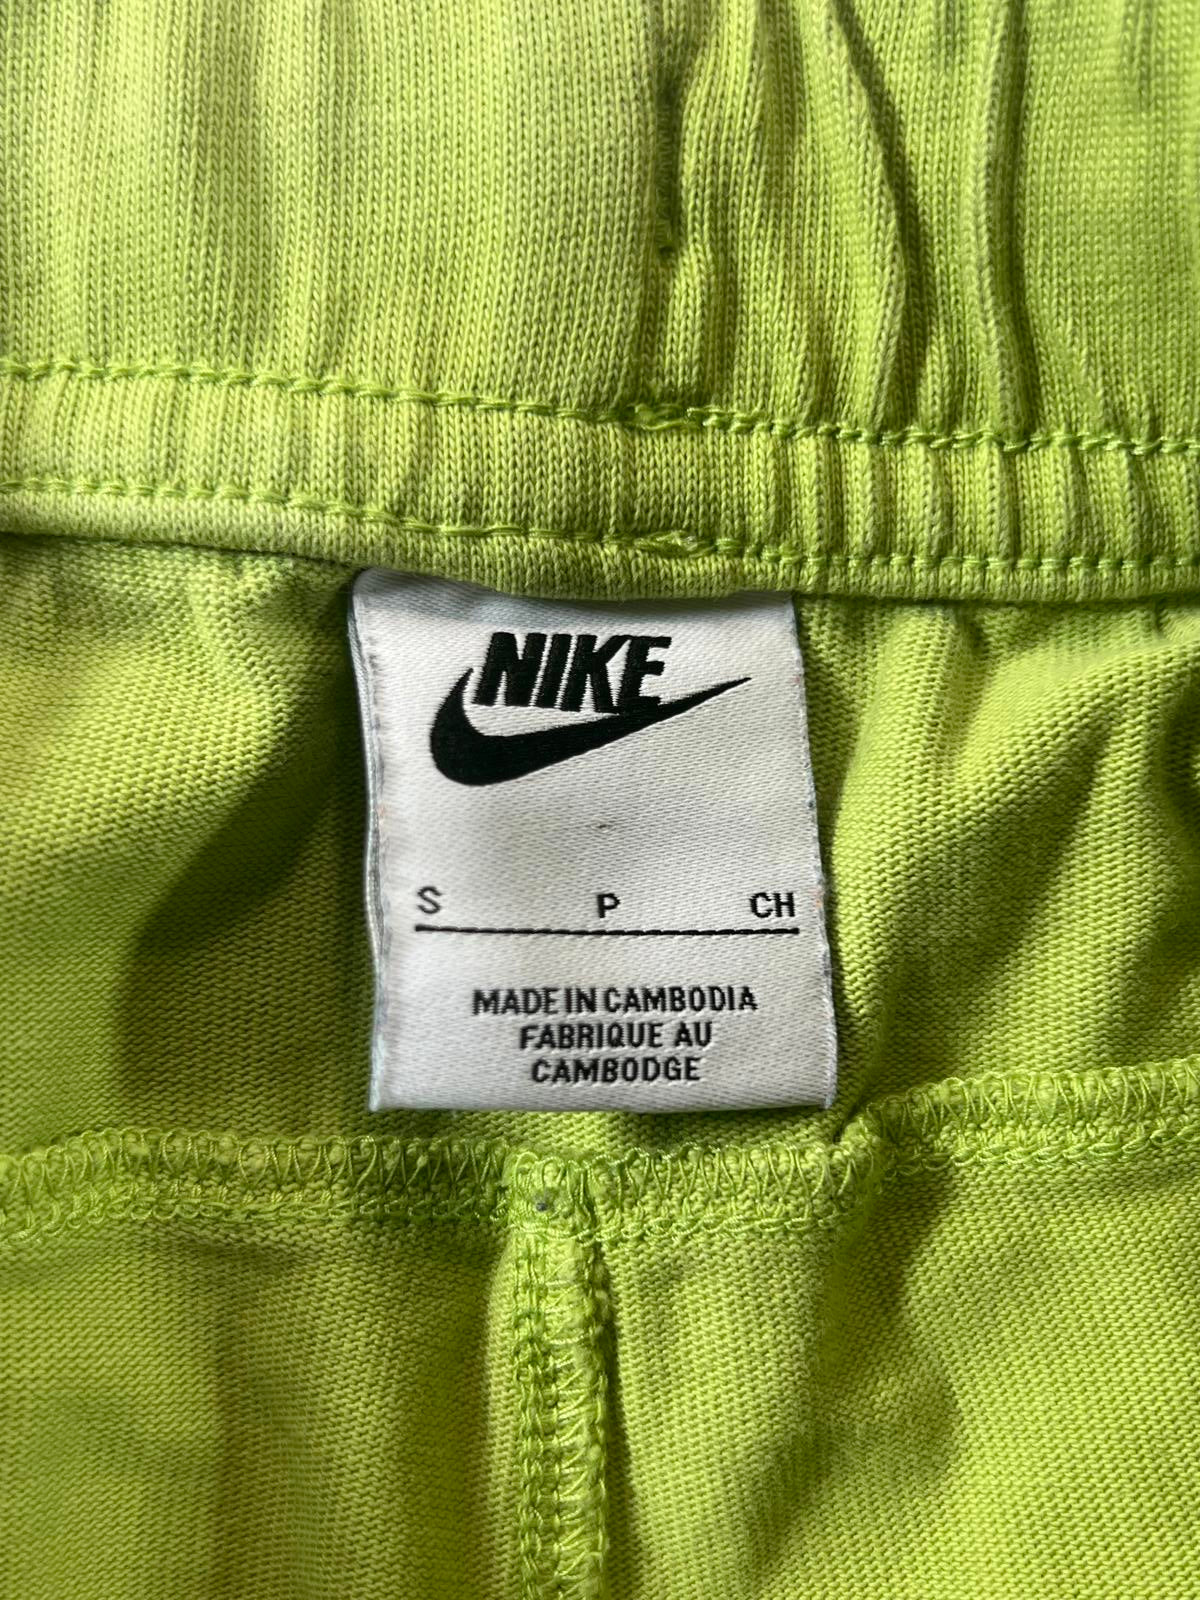 NIKE
S P CH
MADE IN CAMBODIA
FABRIQUE AU
CAMBODGE